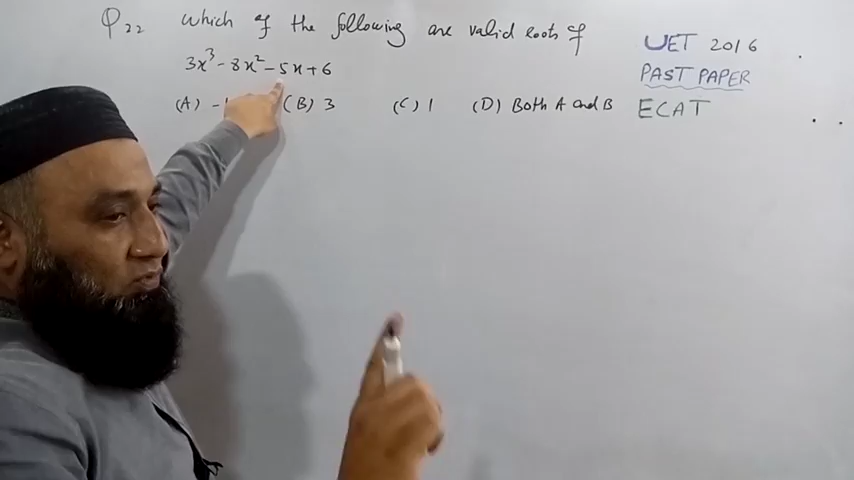 Q22 Which of the following are valid roots of
3x³ - 8x² - 5x + 6
(A) -1 (B) 3 (C) 1 (D) Both A and B
UET 2016
PAST PAPER
ECAT